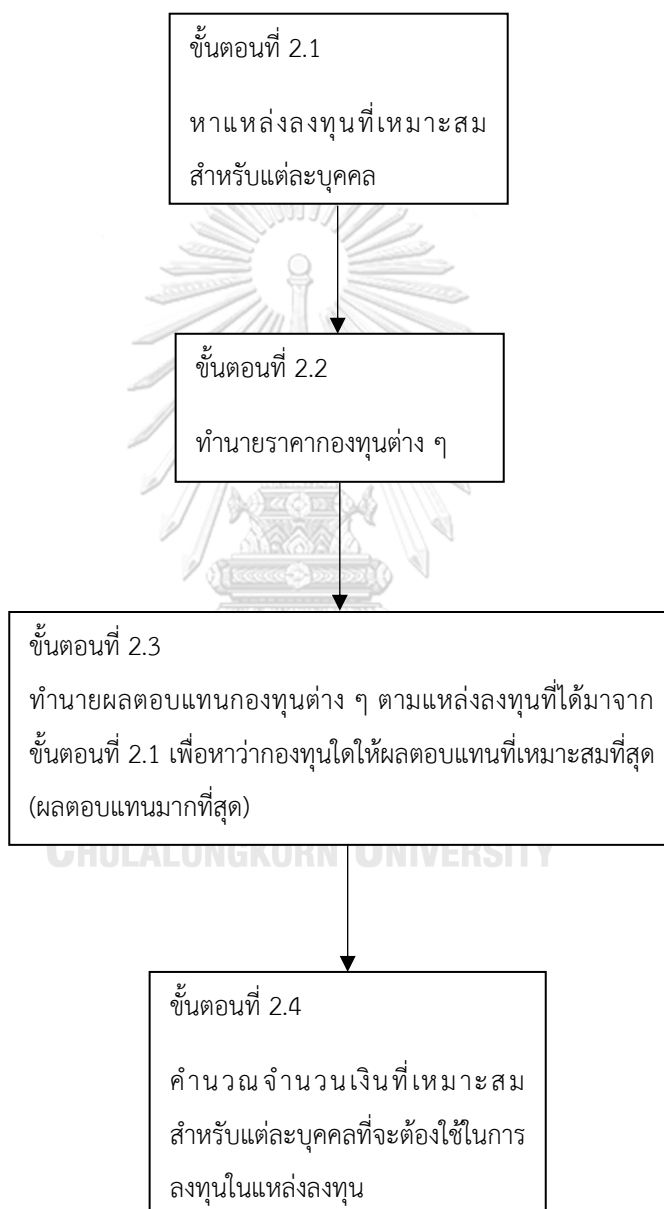 ขั้นตอนที่ 2.1
หาแหล่งลงทุนที่เหมาะสม
สำหรับแต่ละบุคคล
ขั้นตอนที่ 2.2
ทำนายราคากองทุนต่าง ๆ
ขั้นตอนที่ 2.3
ทำนายผลตอบแทนกองทุนต่าง ๆ ตามแหล่งลงทุนที่ได้มาจาก
ขั้นตอนที่ 2.1 เพื่อหาว่ากองทุนใดให้ผลตอบแทนที่เหมาะสมที่สุด
(ผลตอบแทนมากที่สุด)
CHULALONGKORN UNIVERSITY
ขั้นตอนที่ 2.4
คำนวณจำนวนเงินที่เหมาะสม
สำหรับแต่ละบุคคลที่จะต้องใช้ในการ
ลงทุนในแหล่งลงทุน